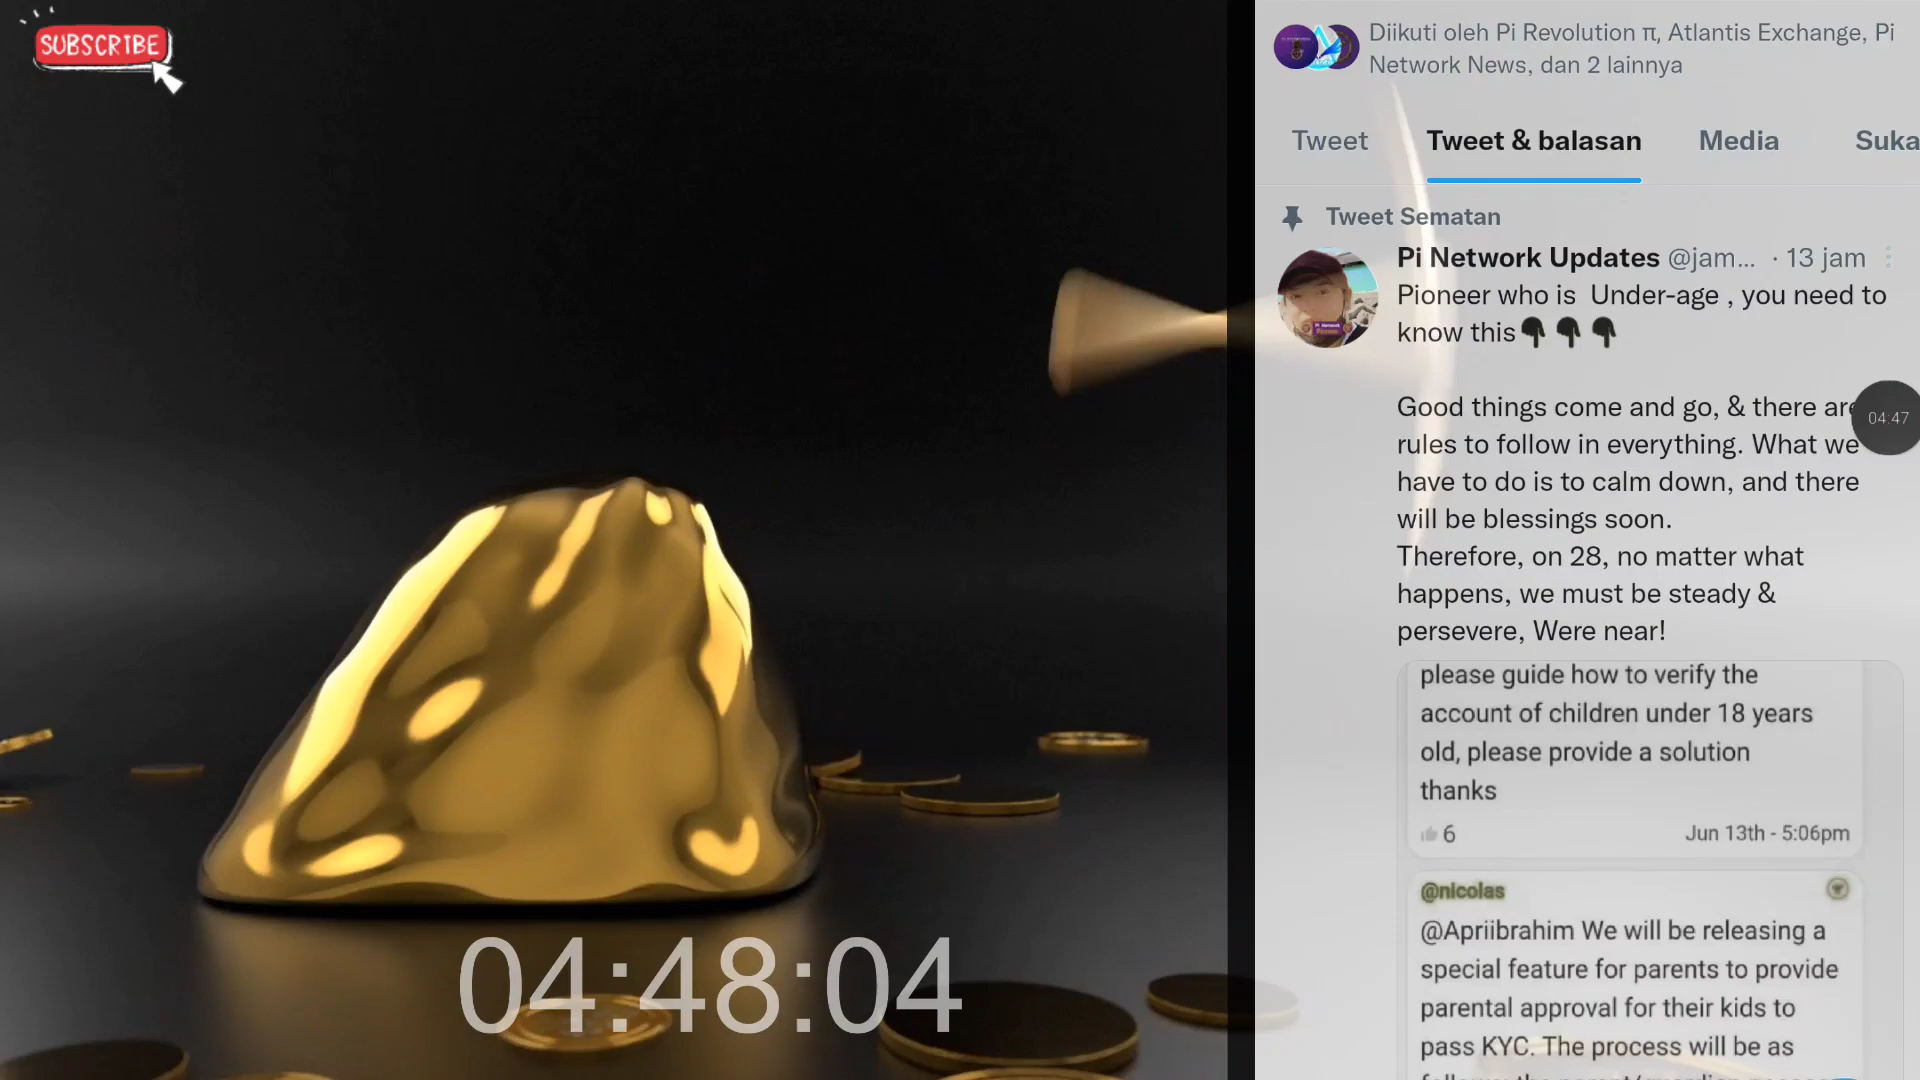 SUBSCRIBE
04:48:04
Diikuti oleh Pi Revolution π, Atlantis Exchange, Pi
Network News, dan 2 lainnya
Tweet
Tweet & balasan
Media
Suka
Tweet Sematan
Pi Network Updates @jam... · 13 jam
Pioneer who is Under-age , you need to
know this👇🏿👇🏿👇🏿
Good things come and go, & there are
rules to follow in everything. What we
have to do is to calm down, and there
will be blessings soon.
Therefore, on 28, no matter what
happens, we must be steady &
persevere, Were near!
04:47
please guide how to verify the
account of children under 18 years
old, please provide a solution
thanks
6
Jun 13th - 5:06pm
@nicolas
@Apriibrahim We will be releasing a
special feature for parents to provide
parental approval for their kids to
pass KYC. The process will be as